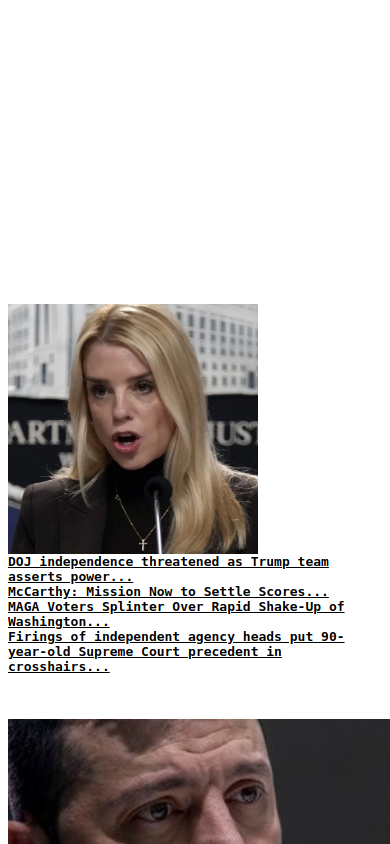 ARTM
JUST
DOJ independence threatened as Trump team
asserts power...
McCarthy: Mission Now to Settle Scores...
MAGA Voters Splinter Over Rapid Shake-Up of
Washington...
Firings of independent agency heads put 90-
year-old Supreme Court precedent in
crosshairs...